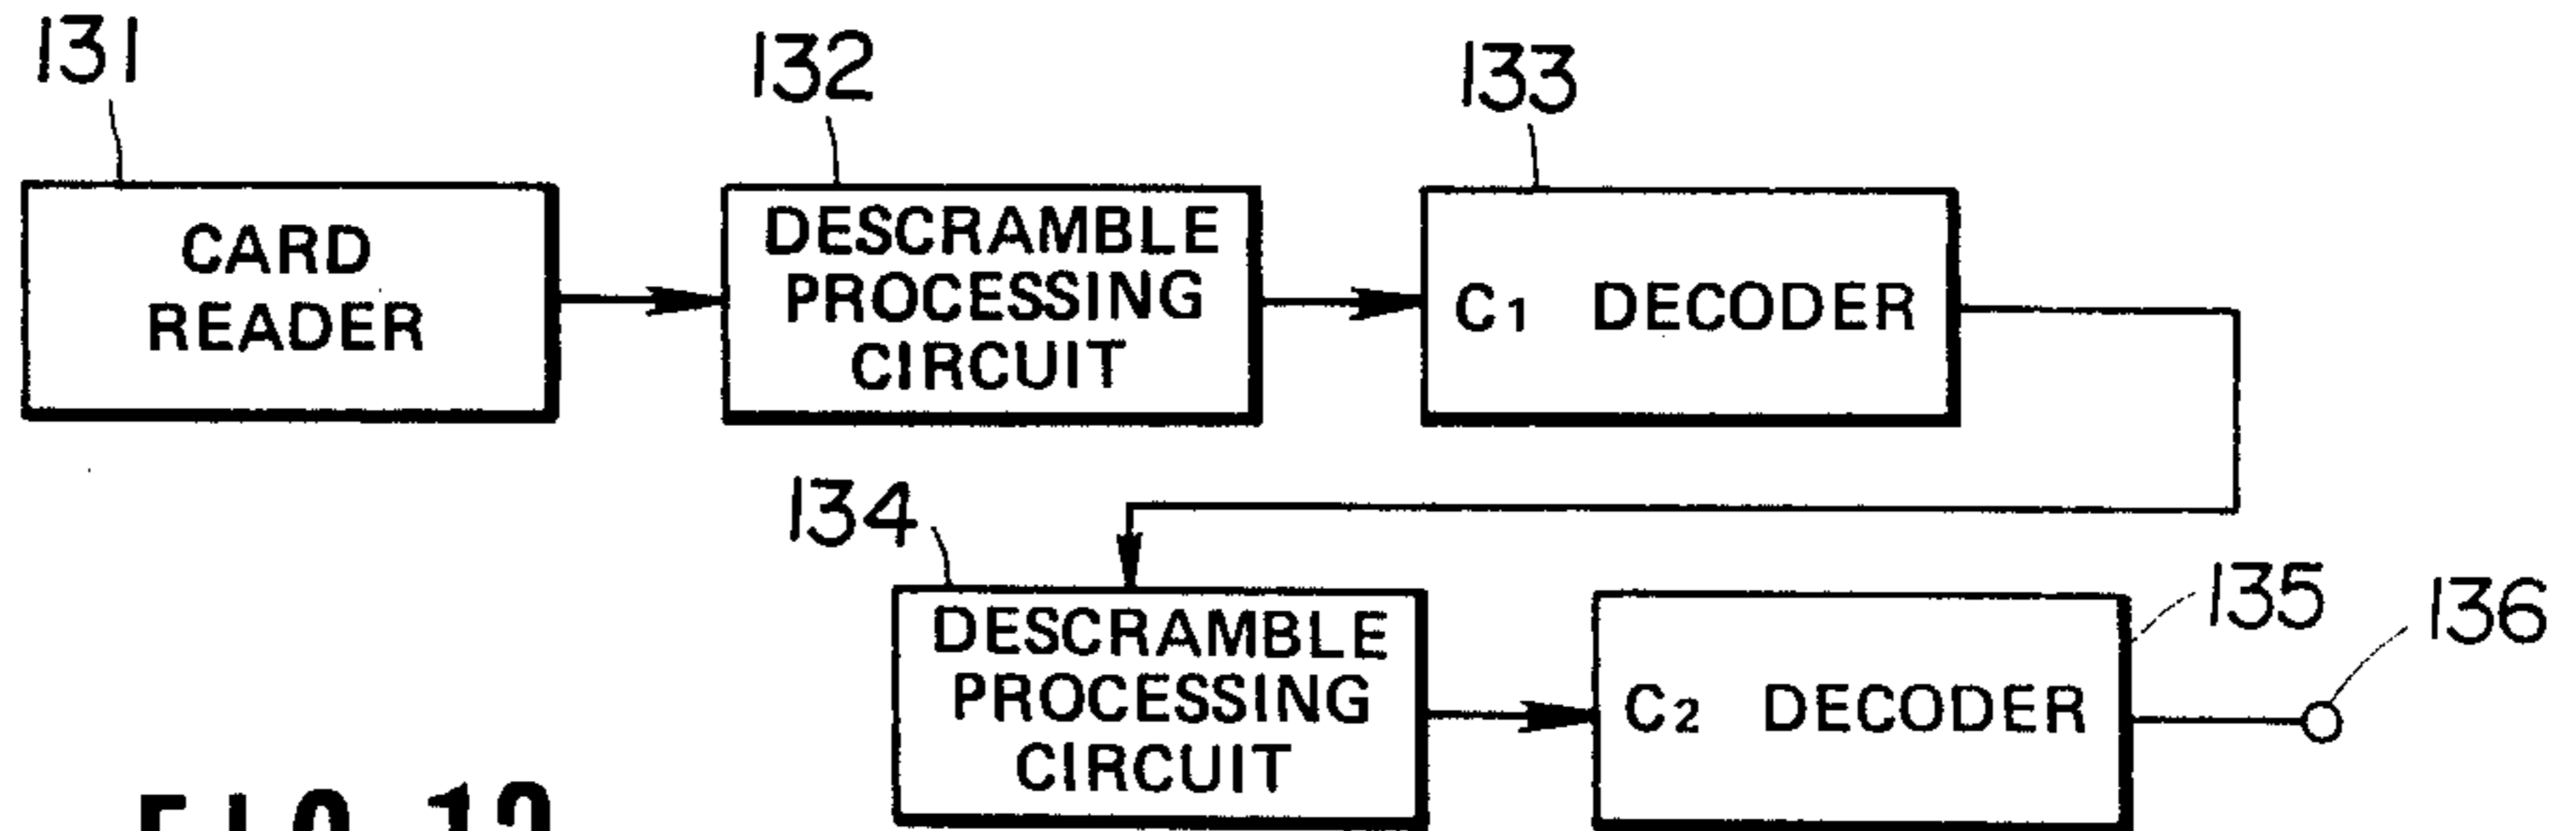 131
132
133
CARD
READER
DESCRAMBLE
PROCESSING
CIRCUIT
C1 DECODER
134
135
136
DESCRAMBLE
PROCESSING
CIRCUIT
C2 DECODER